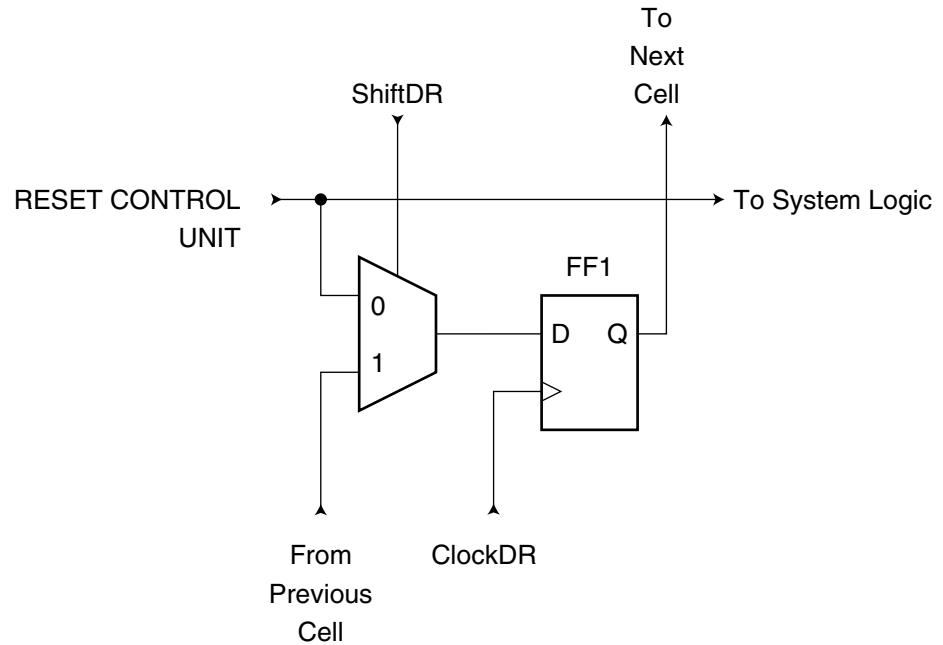 To
Next
Cell
ShiftDR
RESET CONTROL
UNIT
To System Logic
FF1
0
D Q
1
From
Previous
Cell
ClockDR